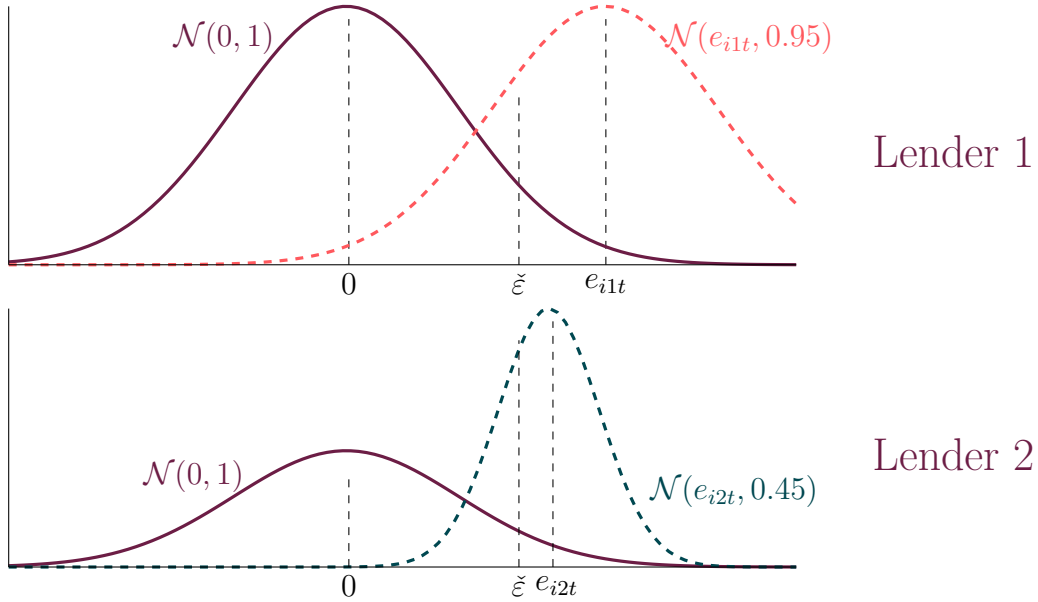 𝒩(0, 1)
𝒩(e_{i1t}, 0.95)
Lender 1
0
ε̌
e_{i1t}
𝒩(0, 1)
𝒩(e_{i2t}, 0.45)
Lender 2
0
ε̌
e_{i2t}